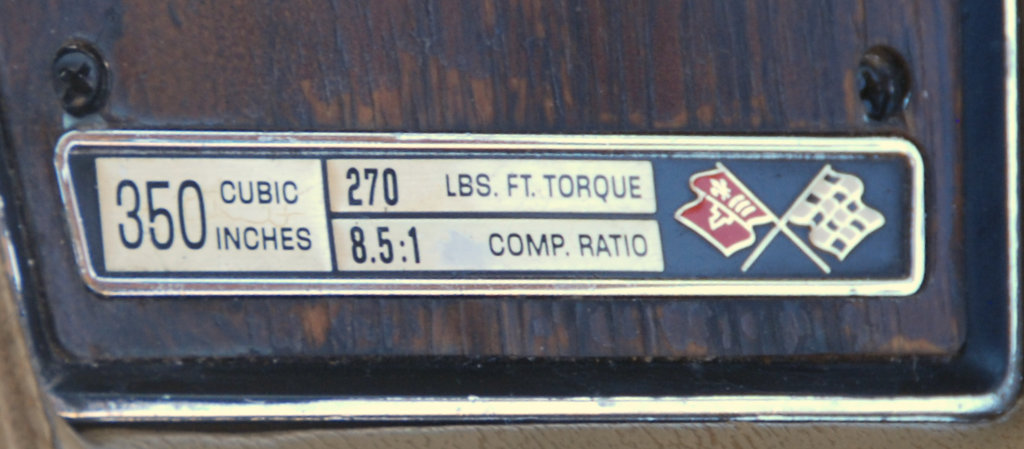 350 CUBIC INCHES
270 LBS. FT. TORQUE
8.5:1 COMP. RATIO